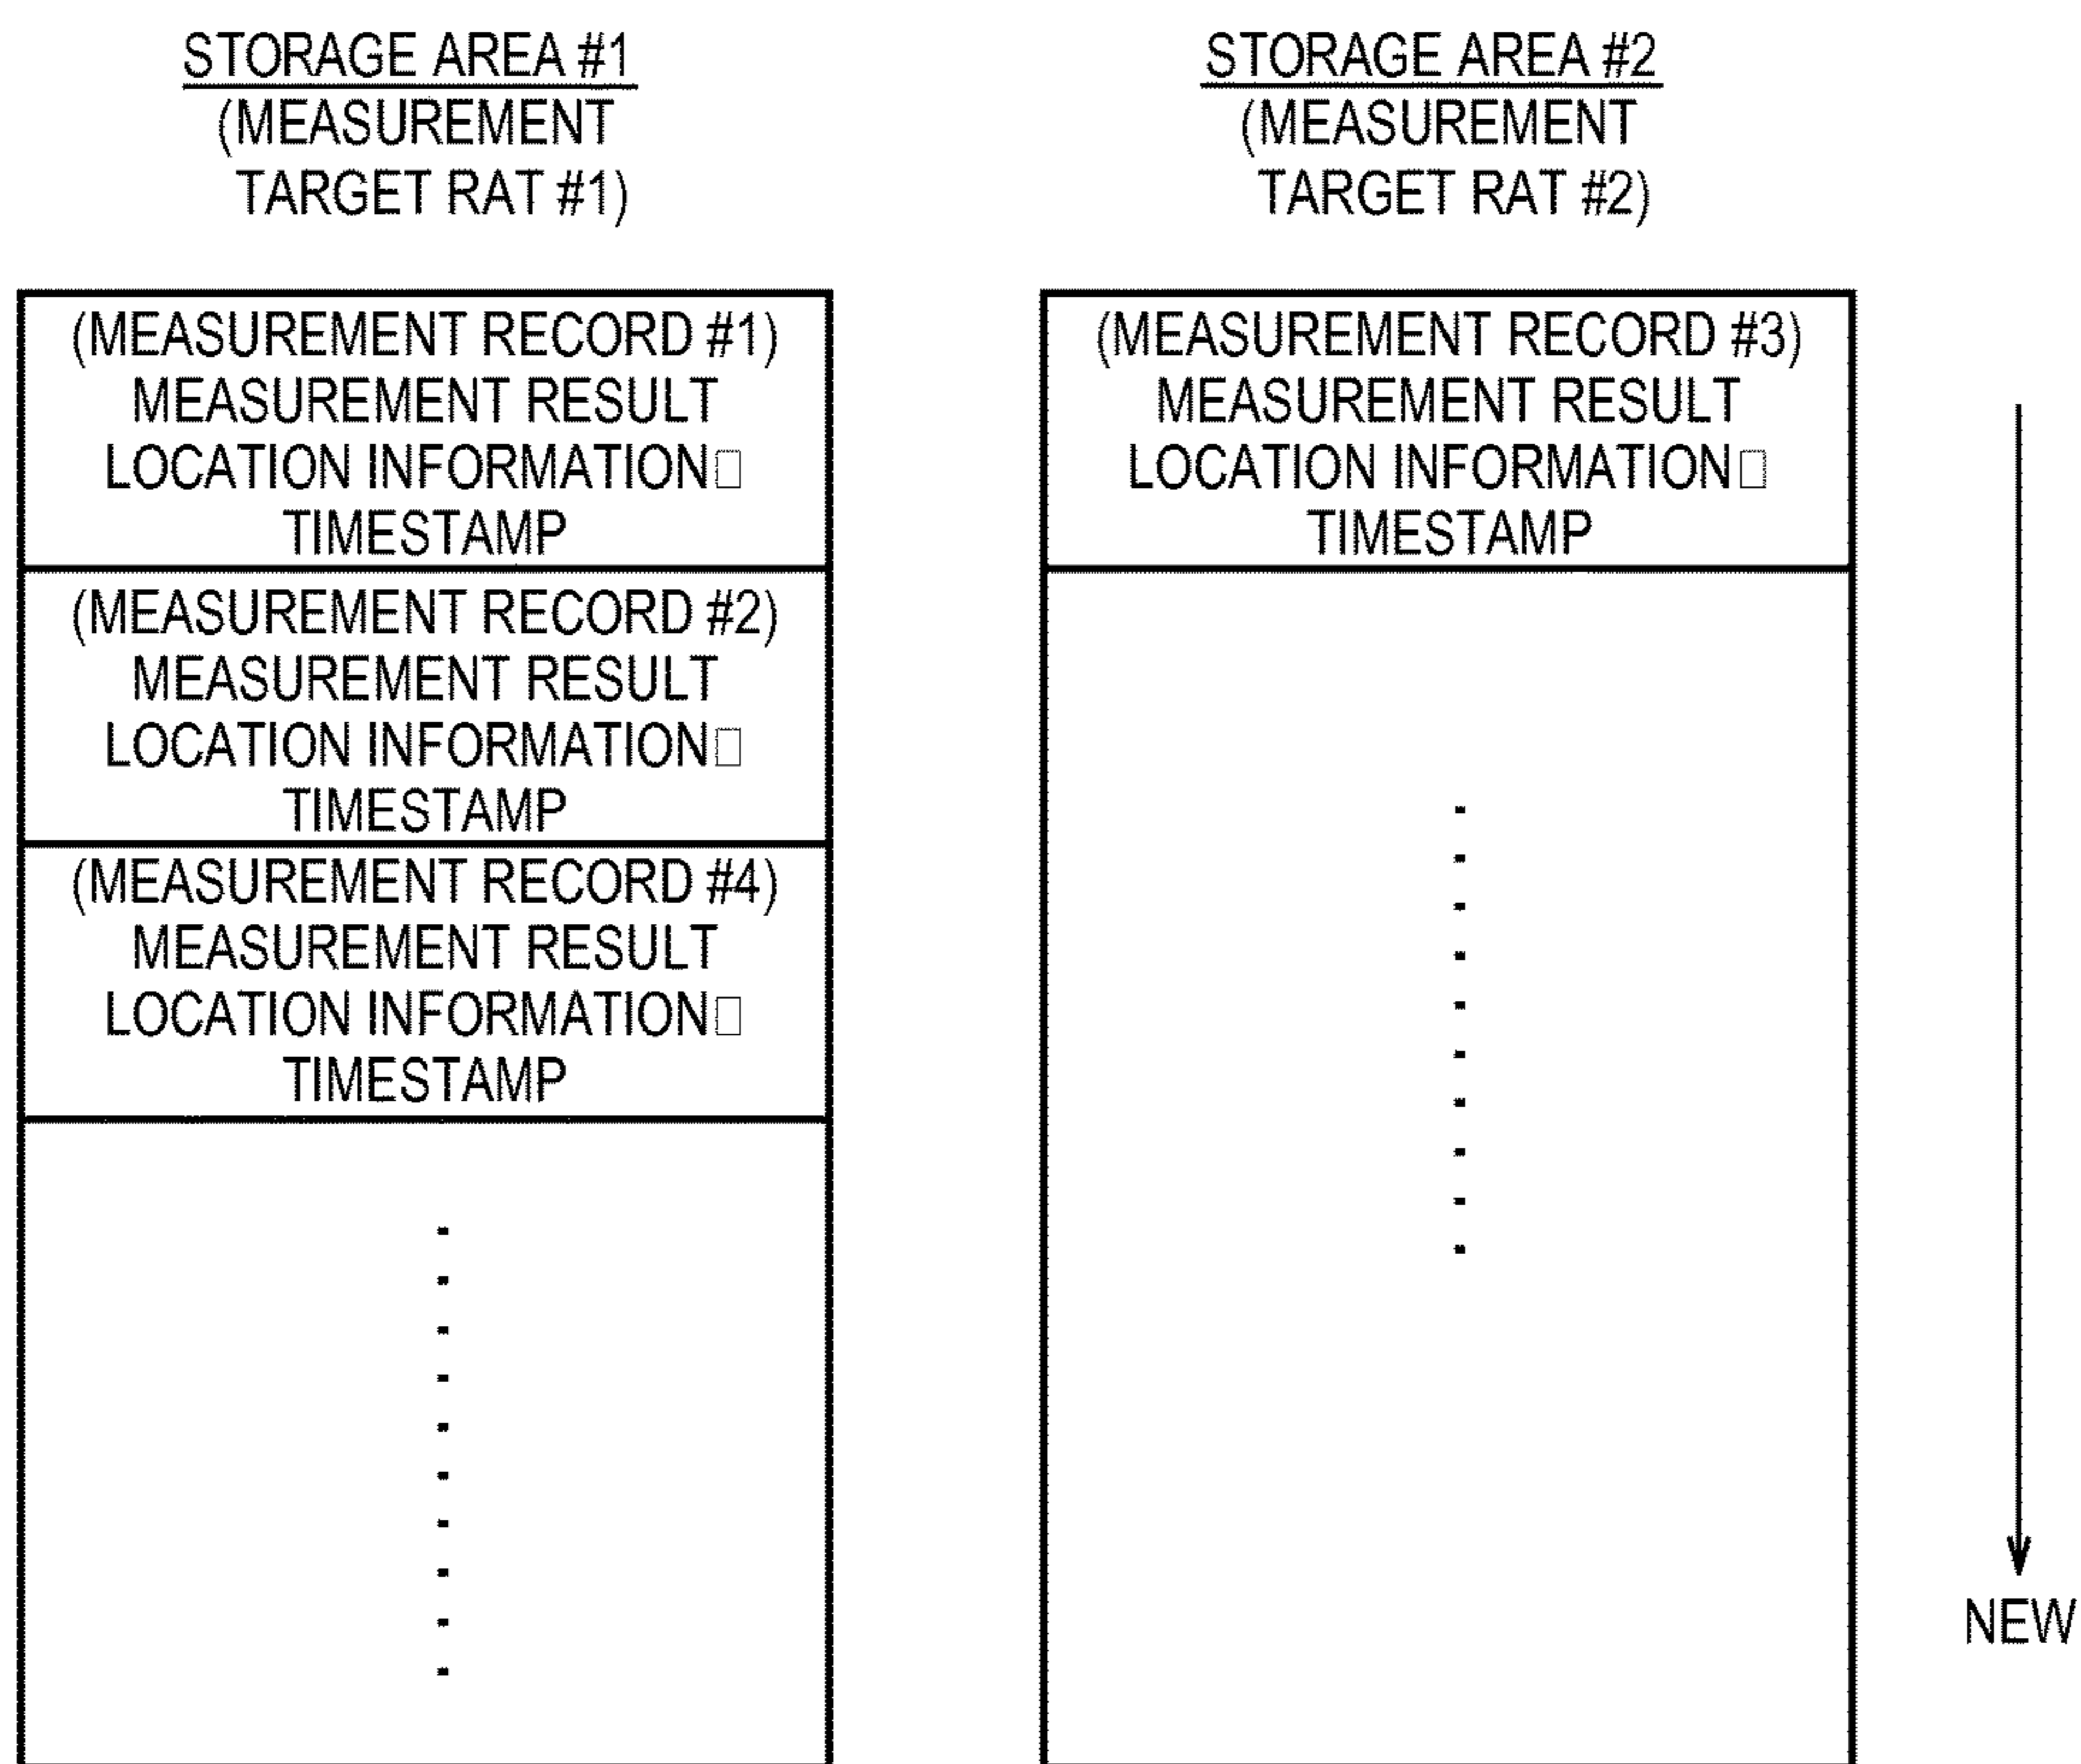 STORAGE AREA #1
(MEASUREMENT
TARGET RAT #1)
(MEASUREMENT RECORD #1)
MEASUREMENT RESULT
LOCATION INFORMATION□
TIMESTAMP
(MEASUREMENT RECORD #2)
MEASUREMENT RESULT
LOCATION INFORMATION□
TIMESTAMP
(MEASUREMENT RECORD #4)
MEASUREMENT RESULT
LOCATION INFORMATION□
TIMESTAMP
STORAGE AREA #2
(MEASUREMENT
TARGET RAT #2)
(MEASUREMENT RECORD #3)
MEASUREMENT RESULT
LOCATION INFORMATION□
TIMESTAMP
NEW